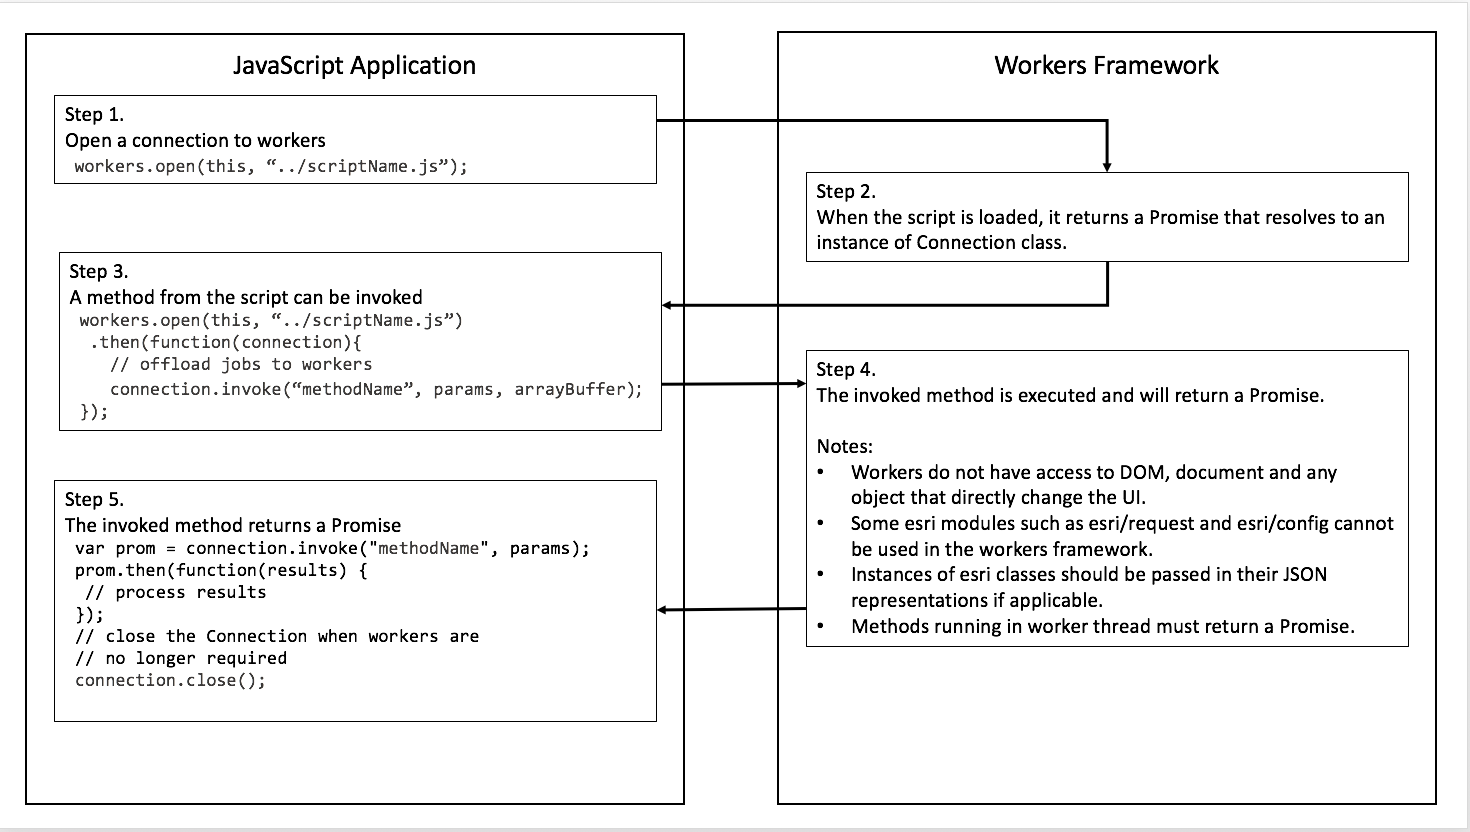 JavaScript Application
Step 1.
Open a connection to workers
workers.open(this, “../scriptName.js”);
Step 3.
A method from the script can be invoked
workers.open(this, “../scriptName.js”)
.then(function(connection){
// offload jobs to workers
connection.invoke(“methodName”, params, arrayBuffer);
});
Step 5.
The invoked method returns a Promise
var prom = connection.invoke("methodName", params);
prom.then(function(results) {
// process results
});
// close the Connection when workers are
// no longer required
connection.close();
Workers Framework
Step 2.
When the script is loaded, it returns a Promise that resolves to an
instance of Connection class.
Step 4.
The invoked method is executed and will return a Promise.
Notes:
• Workers do not have access to DOM, document and any
object that directly change the UI.
• Some esri modules such as esri/request and esri/config cannot
be used in the workers framework.
• Instances of esri classes should be passed in their JSON
representations if applicable.
• Methods running in worker thread must return a Promise.